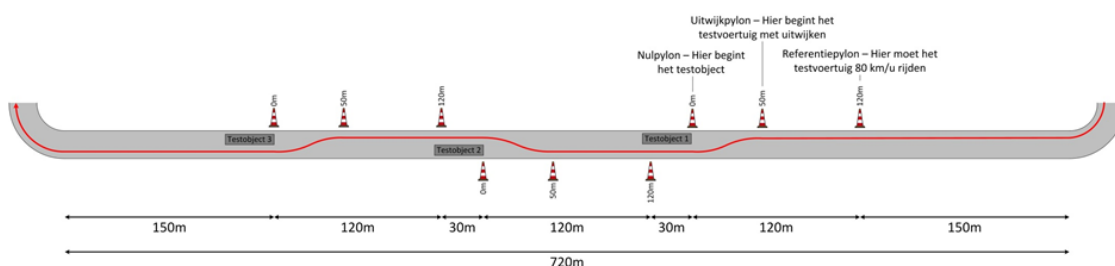 Uitwijkpylon – Hier begint het
testvoertuig met uitwijken
Nulpylon – Hier begint
het testobject
Referentiepylon – Hier moet het
testvoertuig 80 km/u rijden
0m
50m
120m
0m
50m
120m
Testobject 3
Testobject 2
Testobject 1
0m
50m
120m
150m
120m
30m
120m
30m
120m
150m
720m